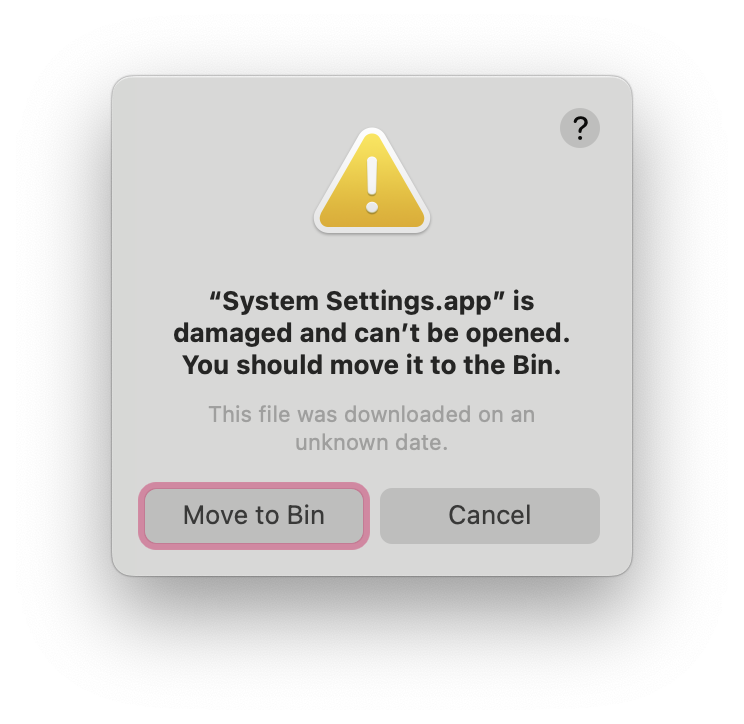 ?
“System Settings.app” is
damaged and can’t be opened.
You should move it to the Bin.
This file was downloaded on an
unknown date.
Move to Bin
Cancel